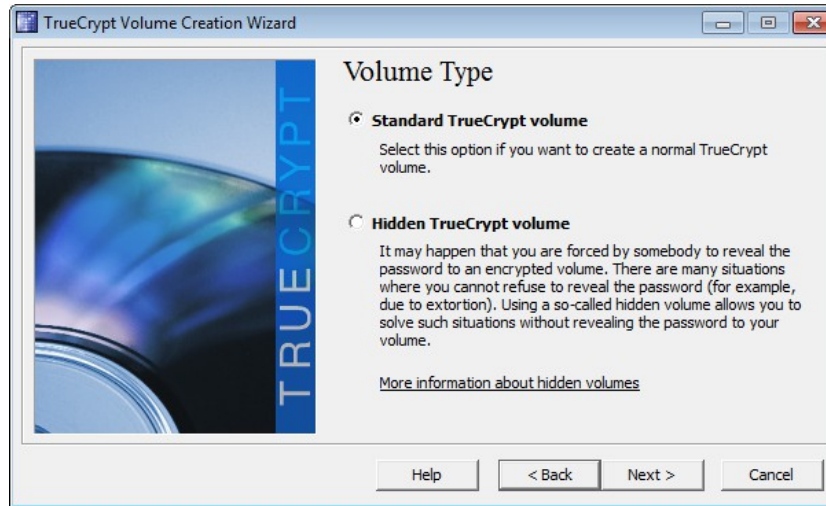 TrueCrypt Volume Creation Wizard
TRUECRYPT
Volume Type
Standard TrueCrypt volume
Select this option if you want to create a normal TrueCrypt
volume.
Hidden TrueCrypt volume
It may happen that you are forced by somebody to reveal the
password to an encrypted volume. There are many situations
where you cannot refuse to reveal the password (for example,
due to extortion). Using a so-called hidden volume allows you to
solve such situations without revealing the password to your
volume.
More information about hidden volumes
Help
< Back
Next >
Cancel